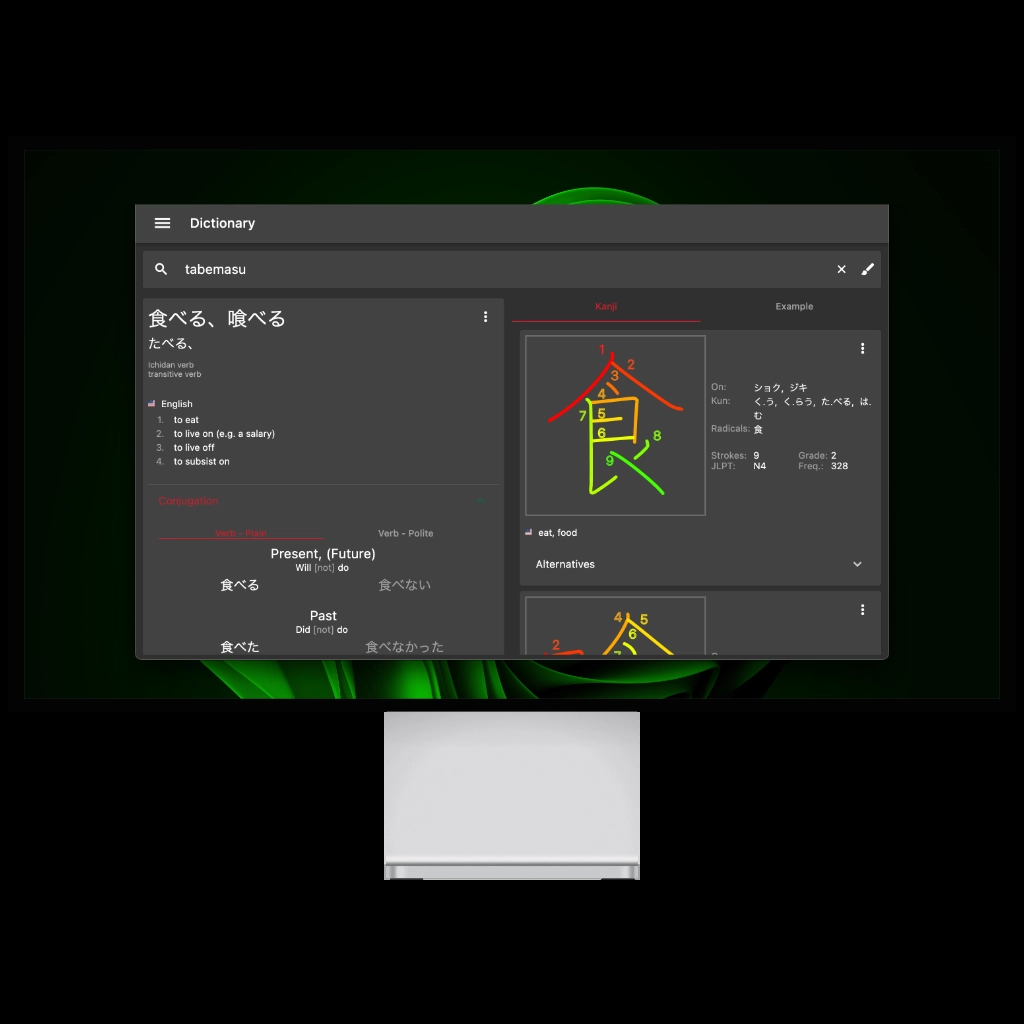 Dictionary
tabemasu
食べる、喰べる
たべる、
Ichidan verb
transitive verb
English
1. to eat
2. to live on (e.g. a salary)
3. to live off
4. to subsist on
Conjugation
Verb - Plain Verb - Polite
Present, (Future)
Will [not] do
食べる 食べない
Past
Did [not] do
食べた 食べなかった
Kanji Example
1
2
3
4
5
6
7
8
9
On: ショク, ジキ
Kun: く.う, く.らう, た.べる, は.
む
Radicals: 食
Strokes: 9 Grade: 2
JLPT: N4 Freq.: 328
eat, food
Alternatives
4 5
6
2
7